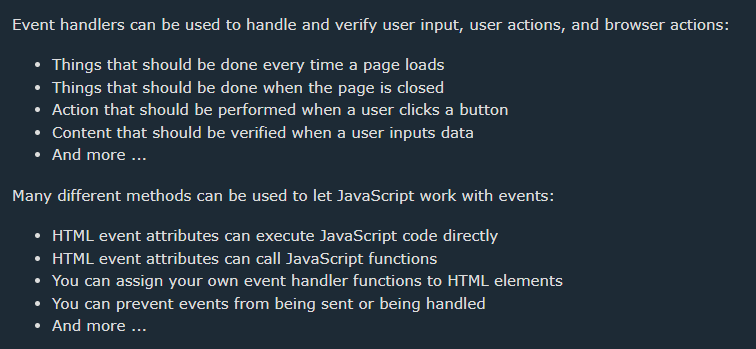 Event handlers can be used to handle and verify user input, user actions, and browser actions:
• Things that should be done every time a page loads
• Things that should be done when the page is closed
• Action that should be performed when a user clicks a button
• Content that should be verified when a user inputs data
• And more ...
Many different methods can be used to let JavaScript work with events:
• HTML event attributes can execute JavaScript code directly
• HTML event attributes can call JavaScript functions
• You can assign your own event handler functions to HTML elements
• You can prevent events from being sent or being handled
• And more ...